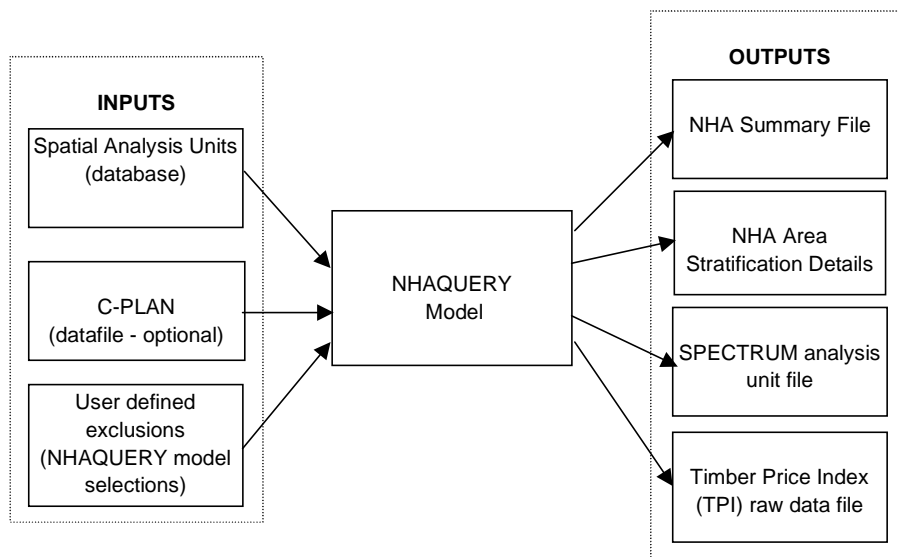 INPUTS
Spatial Analysis Units
(database)
C-PLAN
(datafile - optional)
User defined
exclusions
(NHAQUERY model
selections)
NHAQUERY
Model
OUTPUTS
NHA Summary File
NHA Area
Stratification Details
SPECTRUM analysis
unit file
Timber Price Index
(TPI) raw data file